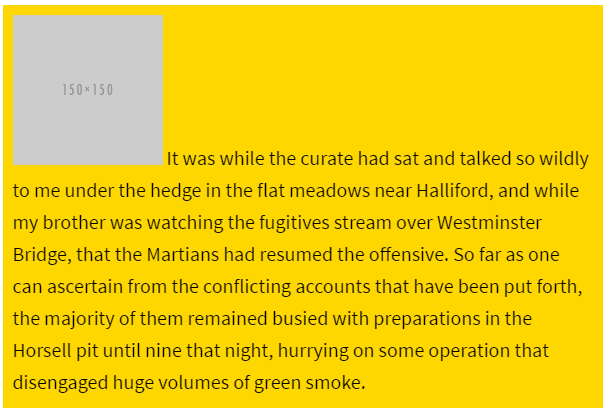 150×150
It was while the curate had sat and talked so wildly
to me under the hedge in the flat meadows near Halliford, and while
my brother was watching the fugitives stream over Westminster
Bridge, that the Martians had resumed the offensive. So far as one
can ascertain from the conflicting accounts that have been put forth,
the majority of them remained busied with preparations in the
Horsell pit until nine that night, hurrying on some operation that
disengaged huge volumes of green smoke.